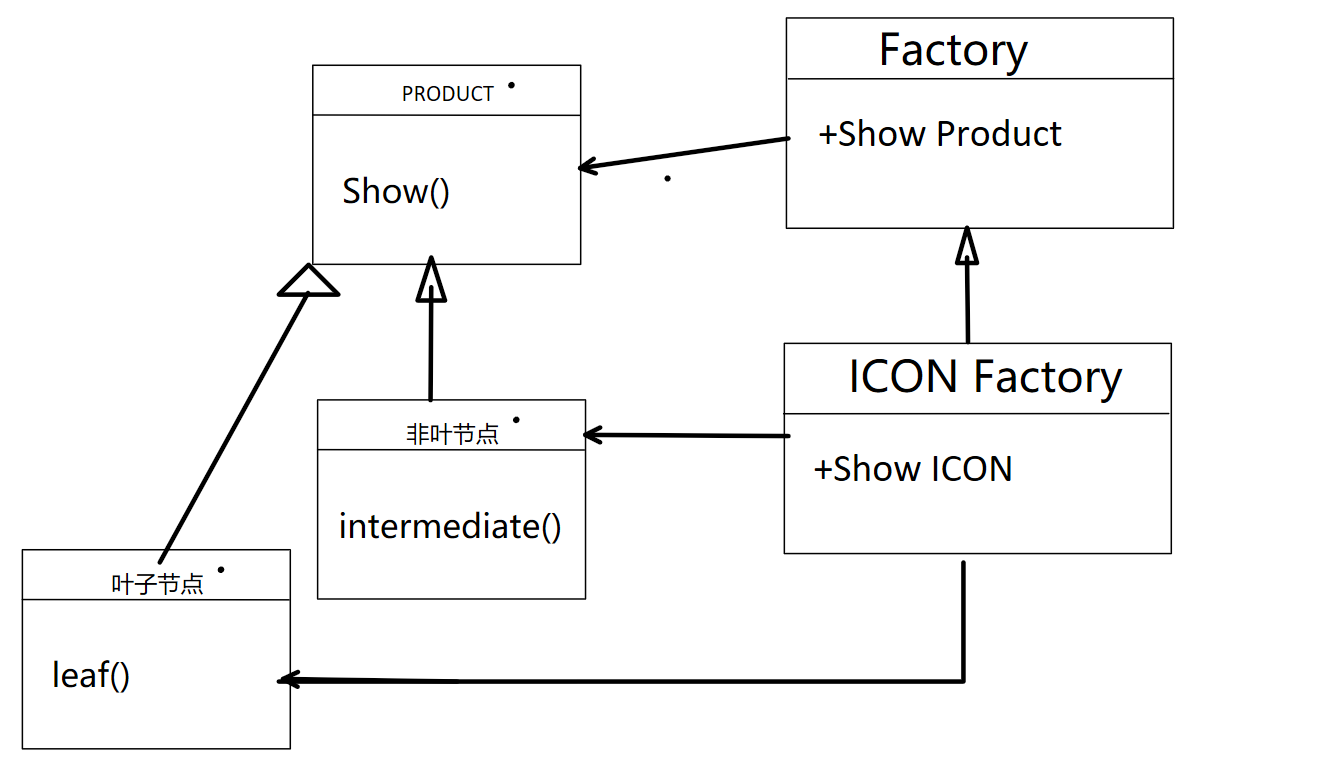 Factory
PRODUCT
+Show Product
Show()
ICON Factory
非叶节点
+Show ICON
intermediate()
叶子节点
leaf()